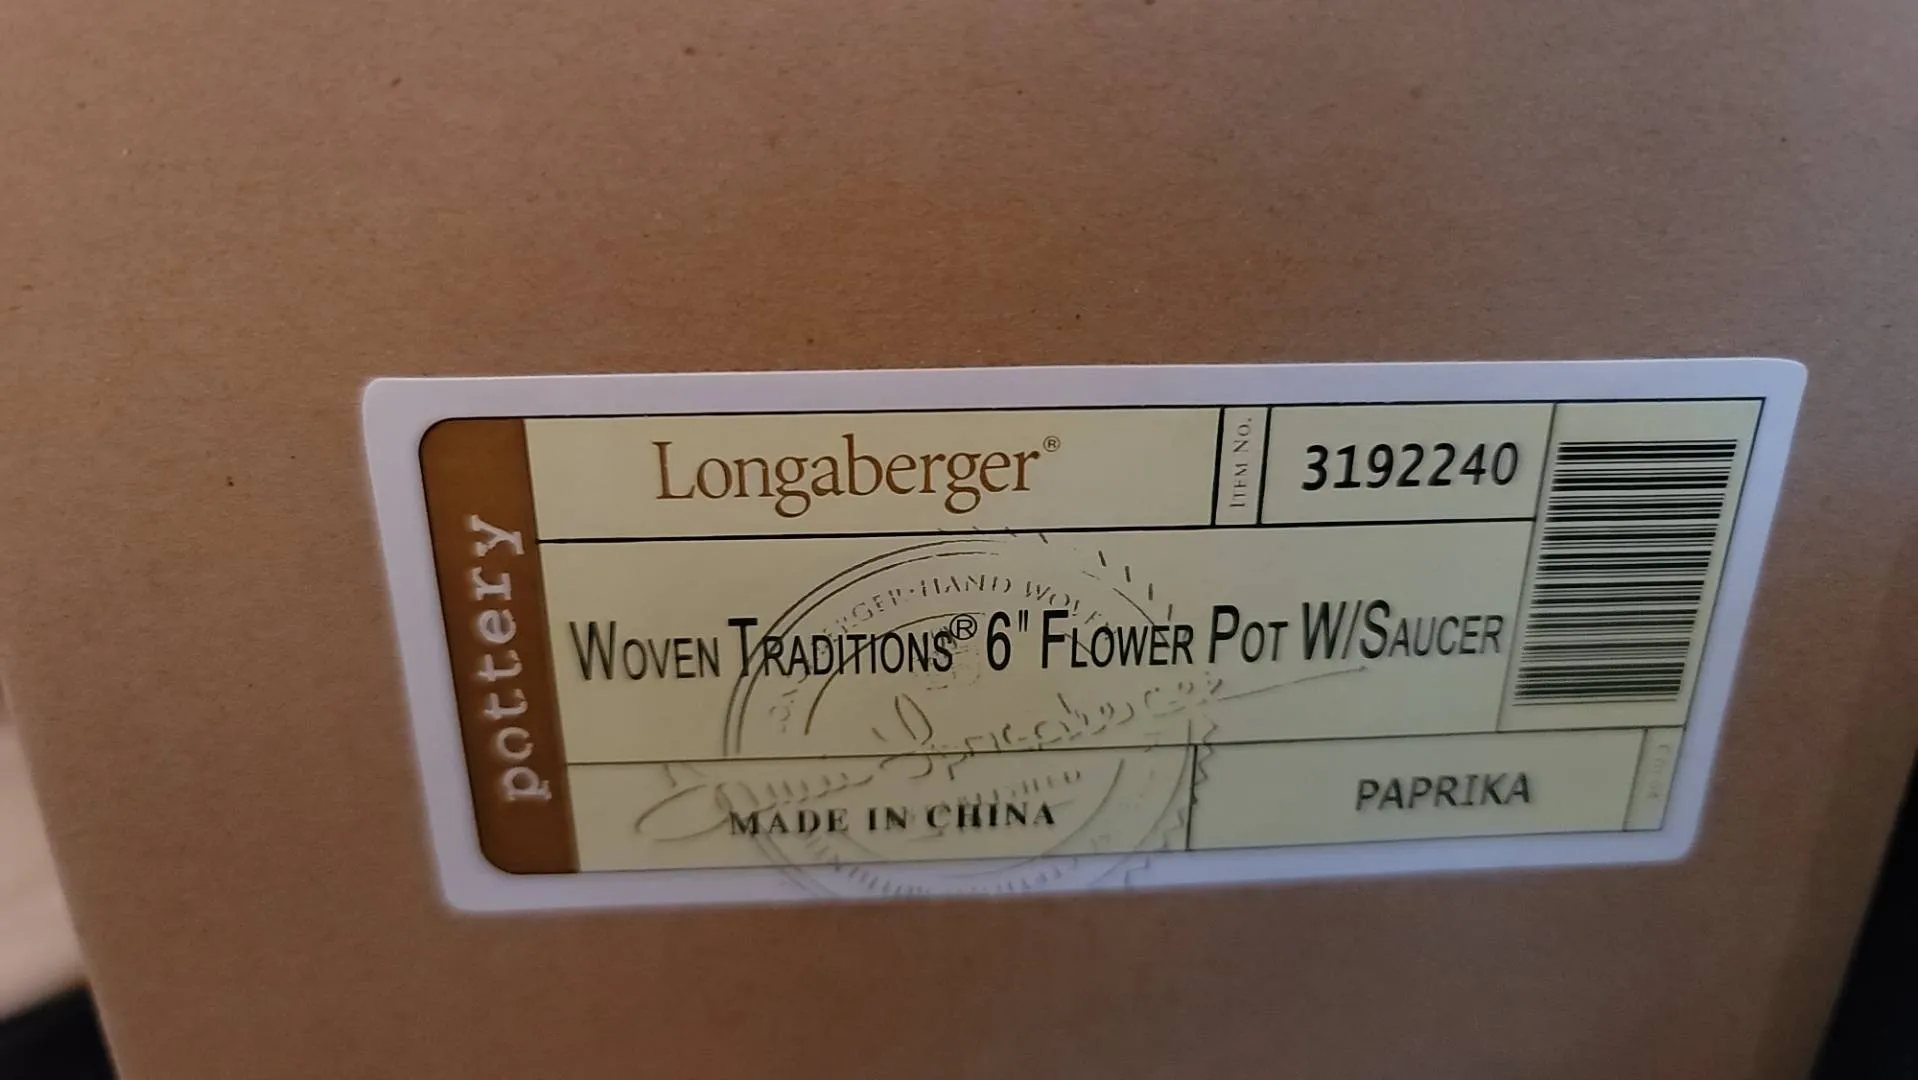 pottery
Longaberger®
ITEM NO.
3192240
WOVEN TRADITIONS® 6" FLOWER POT W/SAUCER
MADE IN CHINA
PAPRIKA